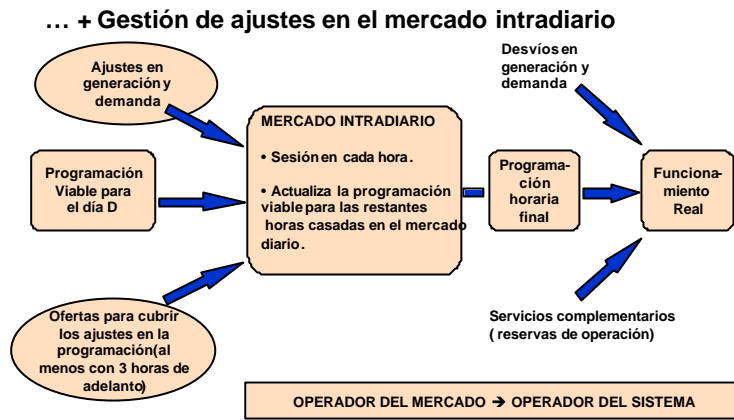 … + Gestión de ajustes en el mercado intradiario
Ajustes en
generación y
demanda
Programación
Viable para
el día D
Ofertas para cubrir
los ajustes en la
programación(al
menos con 3 horas de
adelanto)
MERCADO INTRADIARIO
• Sesión en cada hora.
• Actualiza la programación
viable para las restantes
horas casadas en el mercado
diario.
Programa-
ción
horaria
final
Desvíos en
generación y
demanda
Funciona-
miento
Real
Servicios complementarios
( reservas de operación)
OPERADOR DEL MERCADO ➔ OPERADOR DEL SISTEMA